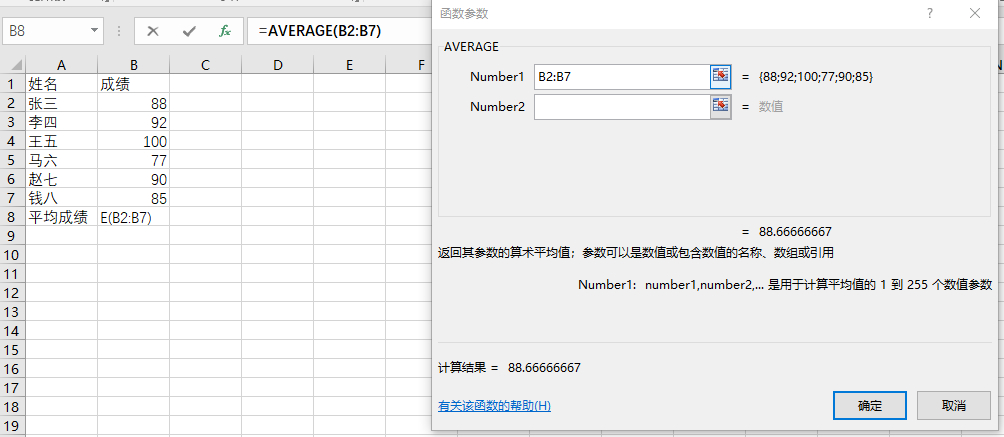 函数参数 ? ×
B8 =AVERAGE(B2:B7)
AVERAGE
Number1 B2:B7 = {88;92;100;77;90;85}
Number2 = 数值
A B C D E F N
1 姓名 成绩
2 张三 88
3 李四 92
4 王五 100
5 马六 77
6 赵七 90
7 钱八 85
8 平均成绩 E(B2:B7)
9
10
11
12
13
14
15
16
17
18
19
= 88.66666667
返回其参数的算术平均值；参数可以是数值或包含数值的名称、数组或引用
Number1: number1,number2,... 是用于计算平均值的 1 到 255 个数值参数
计算结果 = 88.66666667
有关该函数的帮助(H)
确定 取消